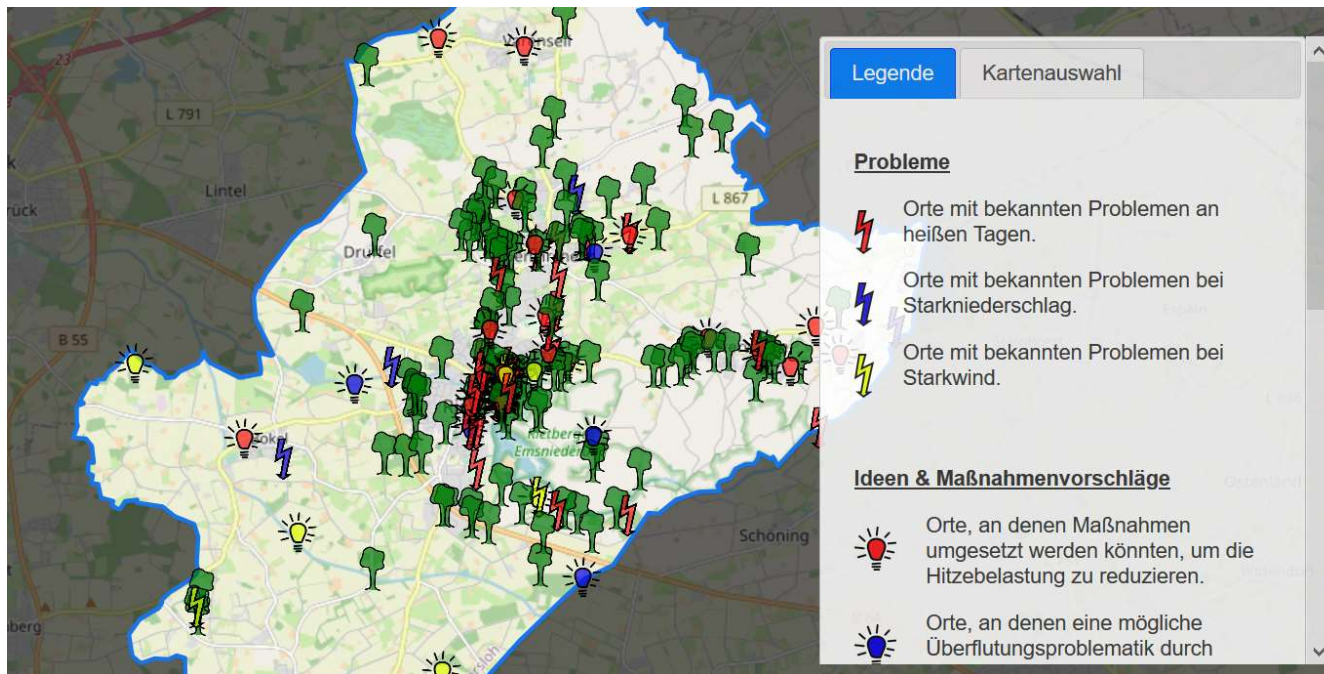 23
L 791
Lintel
L 867
B 55
Schöning
Legende
Kartenauswahl
Probleme
Orte mit bekannten Problemen an
heißen Tagen.
Orte mit bekannten Problemen bei
Starkniederschlag.
Orte mit bekannten Problemen bei
Starkwind.
Ideen & Maßnahmenvorschläge
Orte, an denen Maßnahmen
umgesetzt werden könnten, um die
Hitzebelastung zu reduzieren.
Orte, an denen eine mögliche
Überflutungsproblematik durch